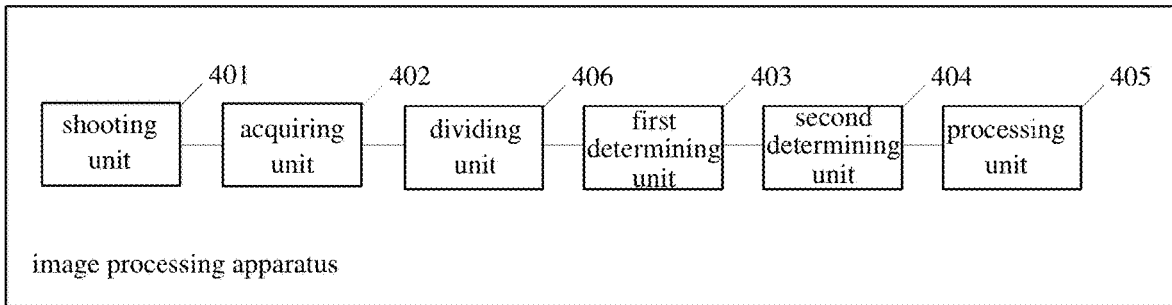 401
402
406
403
404
405
shooting
unit
acquiring
unit
dividing
unit
first
determining
unit
second
determining
unit
processing
unit
image processing apparatus